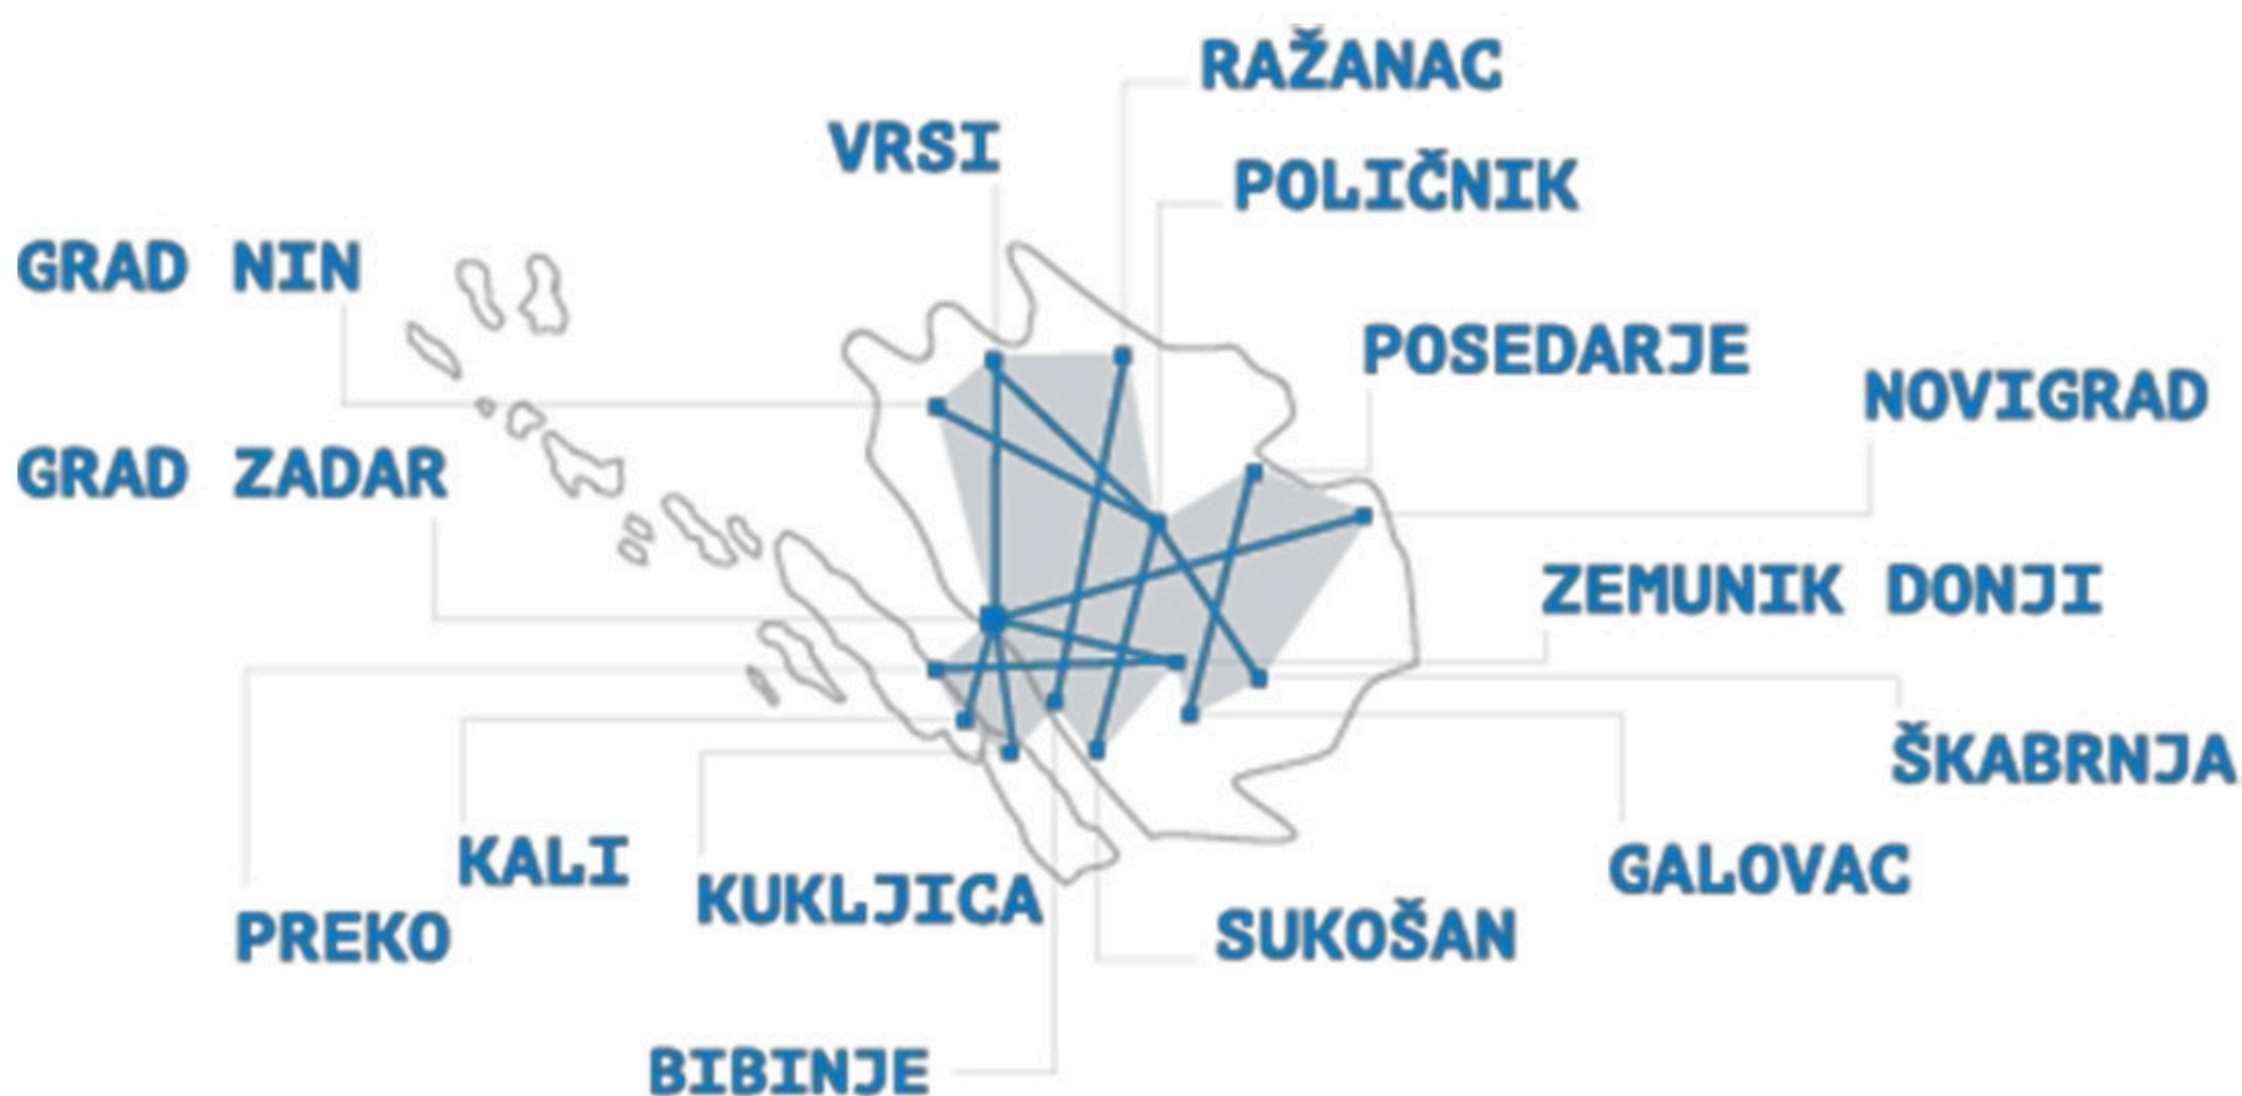 RAŽANAC
VRSI
POLIČNIK
GRAD NIN
POSEDARJE
NOVIGRAD
GRAD ZADAR
ZEMUNIK DONJI
ŠKABRNJA
KALI
GALOVAC
KUKLJICA
PREKO
SUKOŠAN
BIBINJE